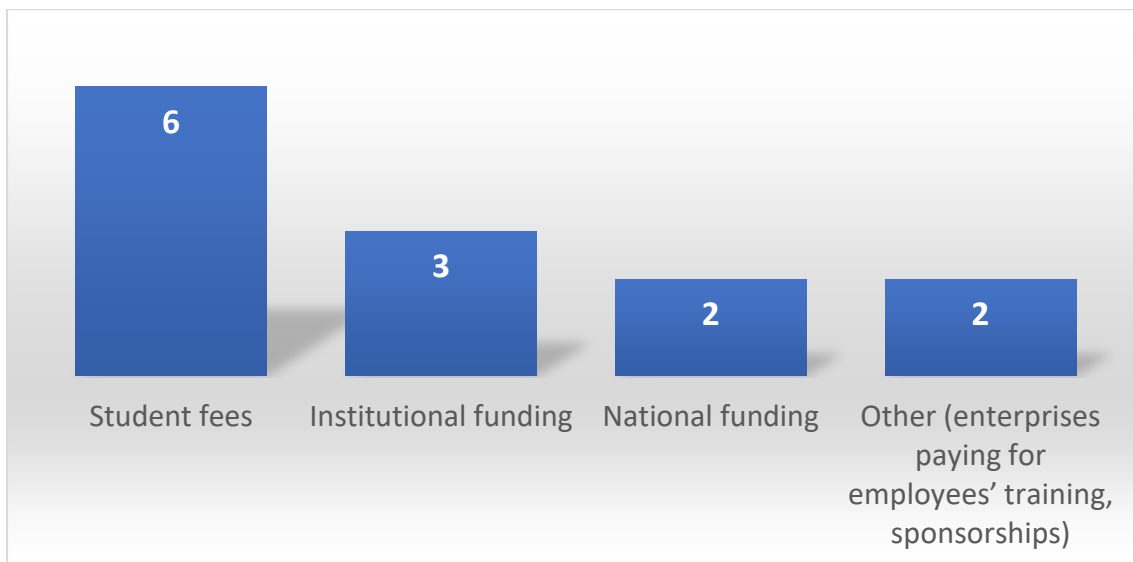 6
3
2
2
Student fees
Institutional funding
National funding
Other (enterprises
paying for
employees’ training,
sponsorships)